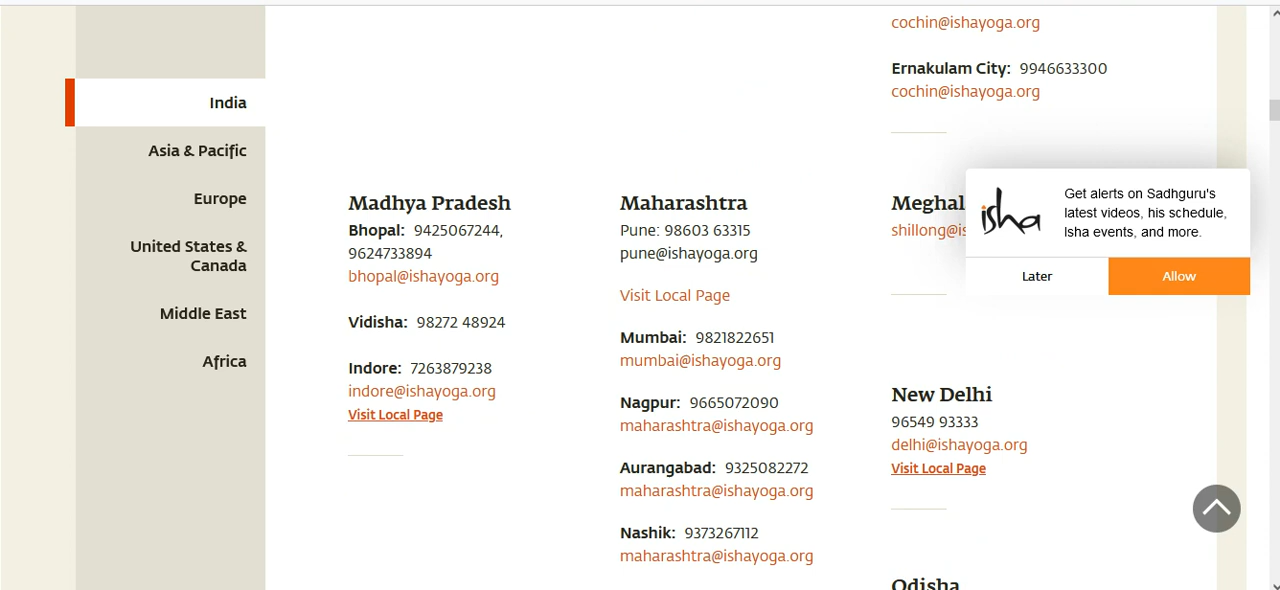 India
Asia & Pacific
Europe
United States &
Canada
Middle East
Africa
Madhya Pradesh
Bhopal: 9425067244,
9624733894
bhopal@ishayoga.org
Vidisha: 98272 48924
Indore: 7263879238
indore@ishayoga.org
Visit Local Page
Maharashtra
Pune: 98603 63315
pune@ishayoga.org
Visit Local Page
Mumbai: 9821822651
mumbai@ishayoga.org
Nagpur: 9665072090
maharashtra@ishayoga.org
Aurangabad: 9325082272
maharashtra@ishayoga.org
Nashik: 9373267112
maharashtra@ishayoga.org
cochin@ishayoga.org
Ernakulam City: 9946633300
cochin@ishayoga.org
Meghal
shillong@is
New Delhi
96549 93333
delhi@ishayoga.org
Visit Local Page
Odisha
isha
Get alerts on Sadhguru's
latest videos, his schedule,
Isha events, and more.
Later
Allow